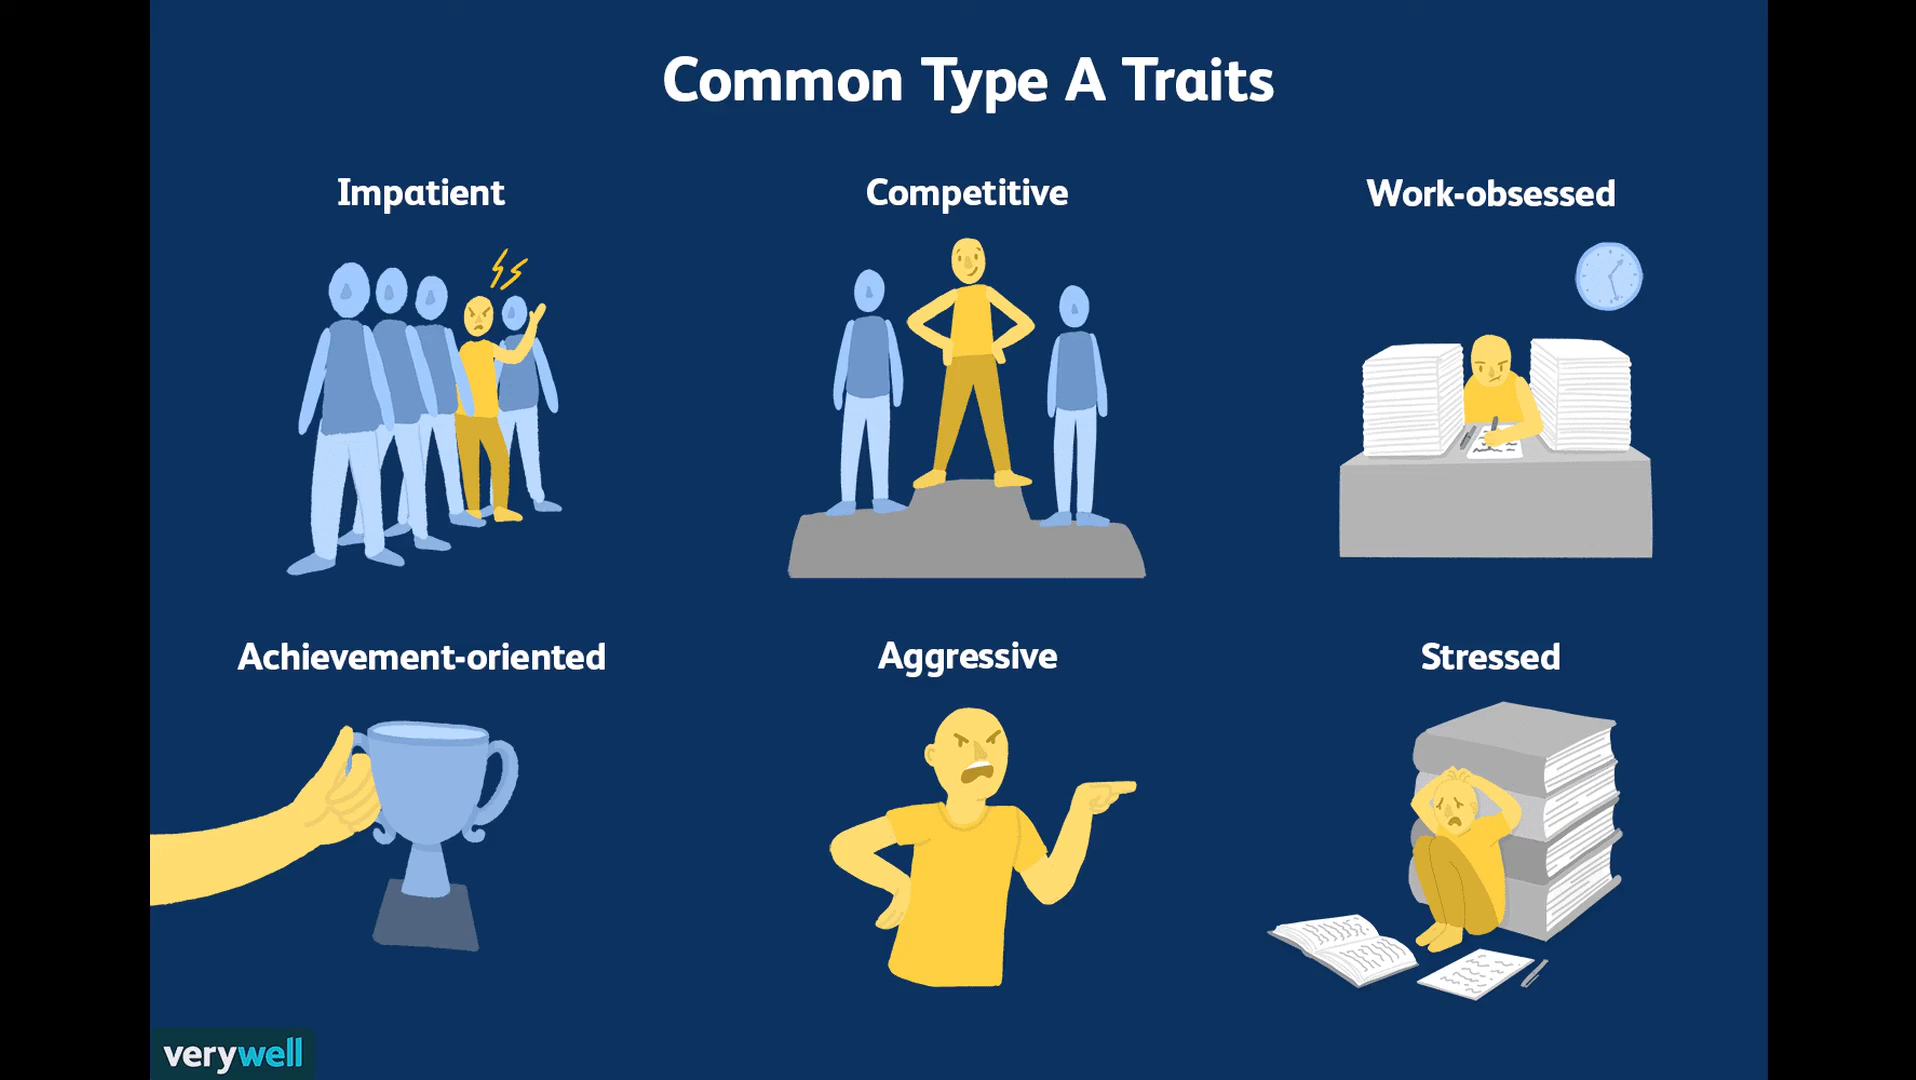 Common Type A Traits
Impatient
Competitive
Work-obsessed
Achievement-oriented
Aggressive
Stressed
verywell